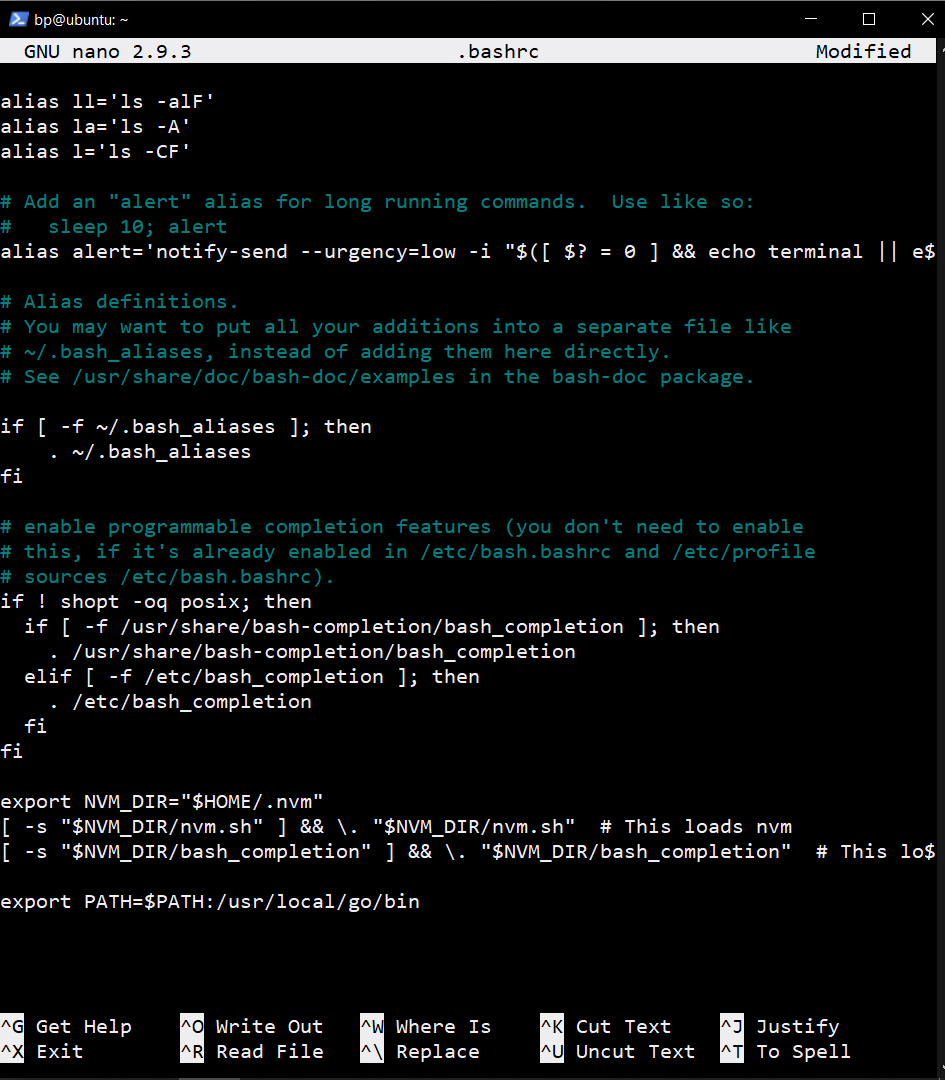 bp@ubuntu: ~
GNU nano 2.9.3 .bashrc Modified
alias ll='ls -alF'
alias la='ls -A'
alias l='ls -CF'
# Add an "alert" alias for long running commands.  Use like so:
#   sleep 10; alert
alias alert='notify-send --urgency=low -i "$([ $? = 0 ] && echo terminal || e$
# Alias definitions.
# You may want to put all your additions into a separate file like
# ~/.bash_aliases, instead of adding them here directly.
# See /usr/share/doc/bash-doc/examples in the bash-doc package.
if [ -f ~/.bash_aliases ]; then
    . ~/.bash_aliases
fi
# enable programmable completion features (you don't need to enable
# this, if it's already enabled in /etc/bash.bashrc and /etc/profile
# sources /etc/bash.bashrc).
if ! shopt -oq posix; then
  if [ -f /usr/share/bash-completion/bash_completion ]; then
    . /usr/share/bash-completion/bash_completion
  elif [ -f /etc/bash_completion ]; then
    . /etc/bash_completion
  fi
fi
export NVM_DIR="$HOME/.nvm"
[ -s "$NVM_DIR/nvm.sh" ] && \. "$NVM_DIR/nvm.sh"  # This loads nvm
[ -s "$NVM_DIR/bash_completion" ] && \. "$NVM_DIR/bash_completion"  # This lo$
export PATH=$PATH:/usr/local/go/bin
^G Get Help ^O Write Out ^W Where Is ^K Cut Text ^J Justify
^X Exit ^R Read File ^\ Replace ^U Uncut Text ^T To Spell